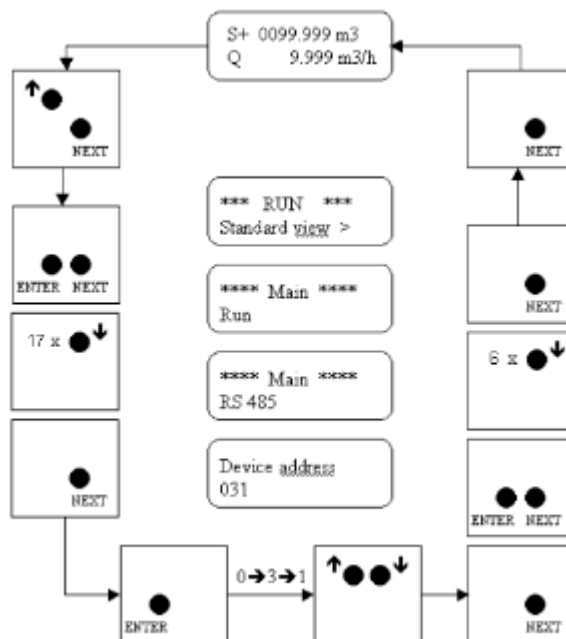 S+ 0099.999 m3
Q 9.999 m3/h
↑
NEXT
NEXT
*** RUN ***
Standard view >
ENTER NEXT
NEXT
**** Main ****
Run
17 x ↓
6 x ↓
**** Main ****
RS 485
NEXT
Device address
031
ENTER NEXT
ENTER
0➔3➔1
↑ ↓
NEXT